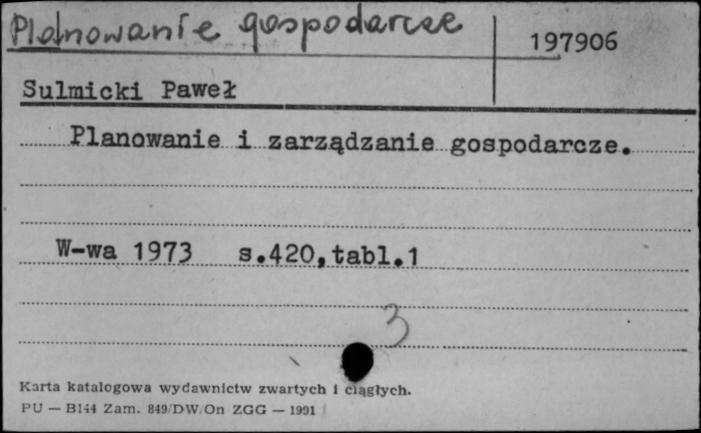 Planowanie gospodarcze
197906
Sulmicki Paweł
Planowanie i zarządzanie gospodarcze.
W-wa 1973 s.420,tabl.1
3
Karta katalogowa wydawnictw zwartych i ciągłych.
PU — B144 Zam. 849/DW/On ZGG — 1991